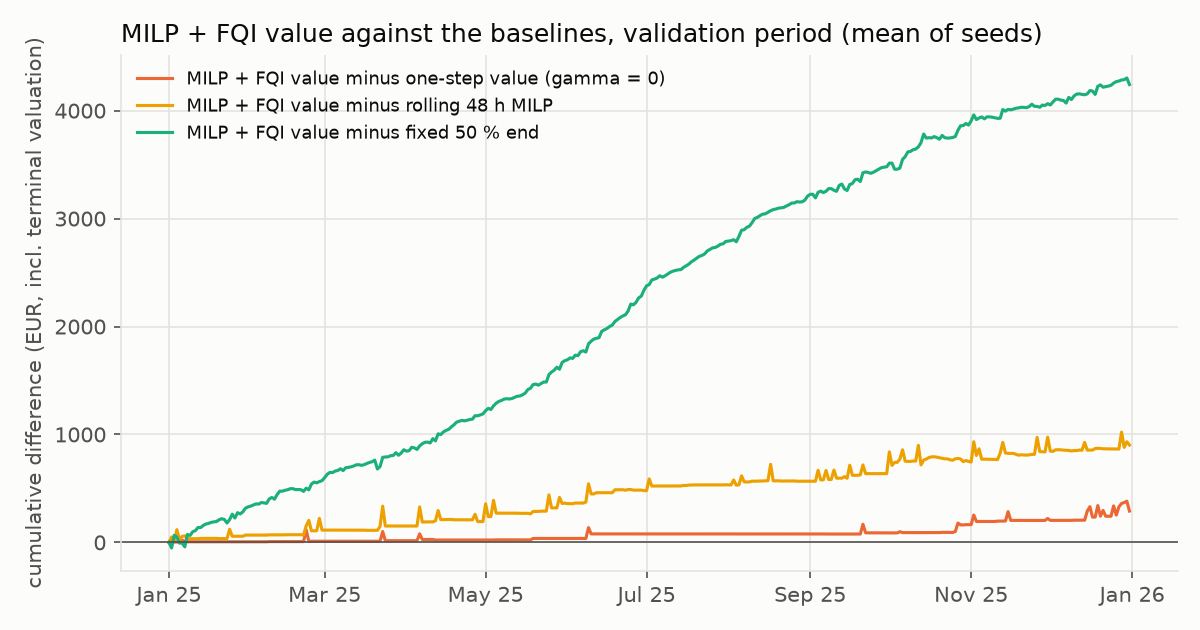 MILP + FQI value against the baselines, validation period (mean of seeds)
cumulative difference (EUR, incl. terminal valuation)
MILP + FQI value minus one-step value (gamma = 0)
MILP + FQI value minus rolling 48 h MILP
MILP + FQI value minus fixed 50 % end
4000
3000
2000
1000
0
Jan 25 Mar 25 May 25 Jul 25 Sep 25 Nov 25 Jan 26